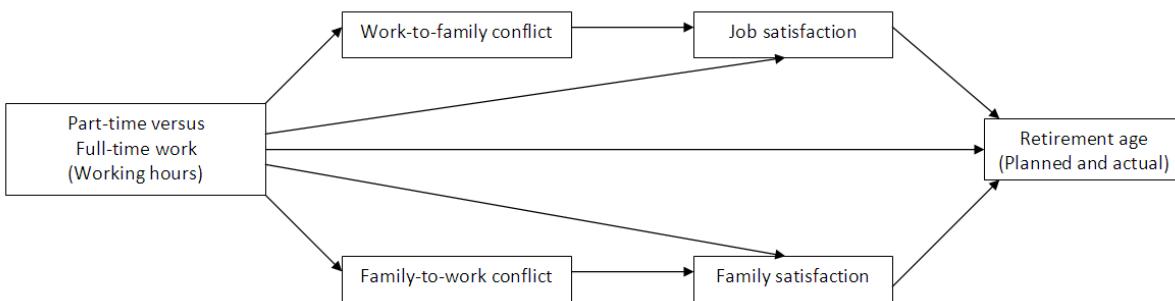 Work-to-family conflict
Job satisfaction
Part-time versus
Full-time work
(Working hours)
Retirement age
(Planned and actual)
Family-to-work conflict
Family satisfaction